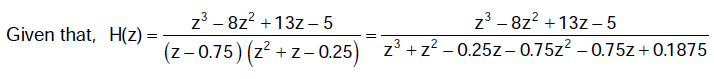 Given that, H(z) = (z³ – 8z² + 13z – 5) / ((z – 0.75) (z² + z – 0.25)) = (z³ – 8z² + 13z – 5) / (z³ + z² – 0.25z – 0.75z² – 0.75z + 0.1875)